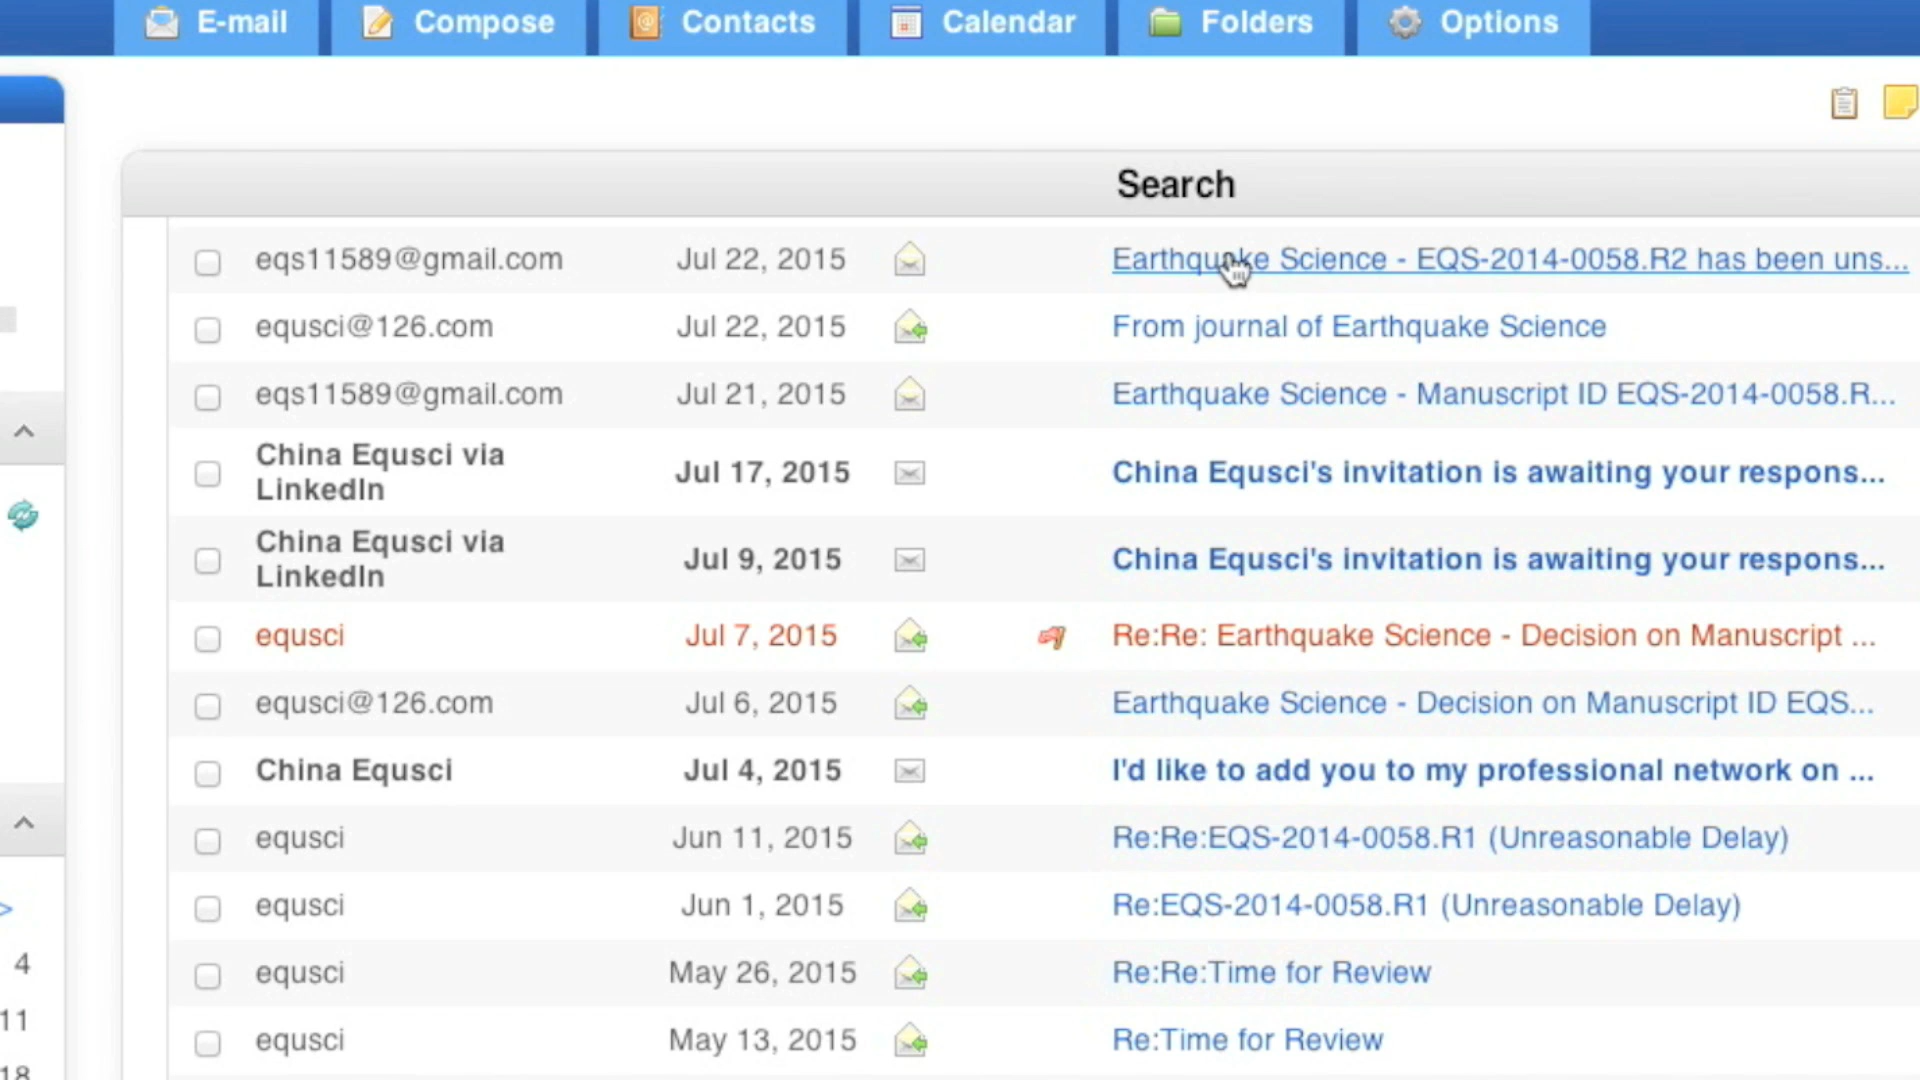 E-mail Compose Contacts Calendar Folders Options
Search
eqs11589@gmail.com Jul 22, 2015 Earthquake Science - EQS-2014-0058.R2 has been uns...
equsci@126.com Jul 22, 2015 From journal of Earthquake Science
eqs11589@gmail.com Jul 21, 2015 Earthquake Science - Manuscript ID EQS-2014-0058.R...
China Equsci via
LinkedIn Jul 17, 2015 China Equsci's invitation is awaiting your respons...
China Equsci via
LinkedIn Jul 9, 2015 China Equsci's invitation is awaiting your respons...
equsci Jul 7, 2015 Re:Re: Earthquake Science - Decision on Manuscript ...
equsci@126.com Jul 6, 2015 Earthquake Science - Decision on Manuscript ID EQS...
China Equsci Jul 4, 2015 I'd like to add you to my professional network on ...
equsci Jun 11, 2015 Re:Re:EQS-2014-0058.R1 (Unreasonable Delay)
equsci Jun 1, 2015 Re:EQS-2014-0058.R1 (Unreasonable Delay)
equsci May 26, 2015 Re:Re:Time for Review
equsci May 13, 2015 Re:Time for Review
>
4
11
18